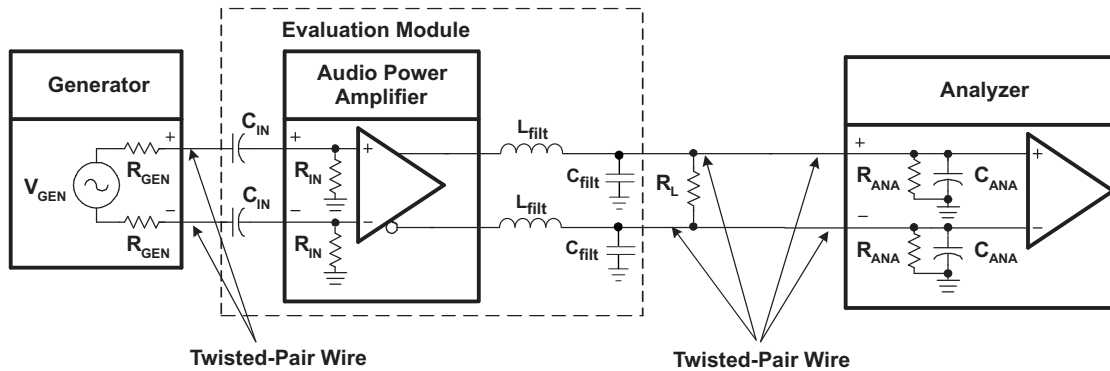 Evaluation Module
Generator
Audio Power
Amplifier
Analyzer
C_IN
L_filt
+
+
+
+
+
R_GEN
R_IN
C_filt
R_L
R_ANA
C_ANA
V_GEN
−
C_IN
−
−
L_filt
−
−
R_GEN
R_IN
C_filt
R_ANA
C_ANA
Twisted-Pair Wire
Twisted-Pair Wire